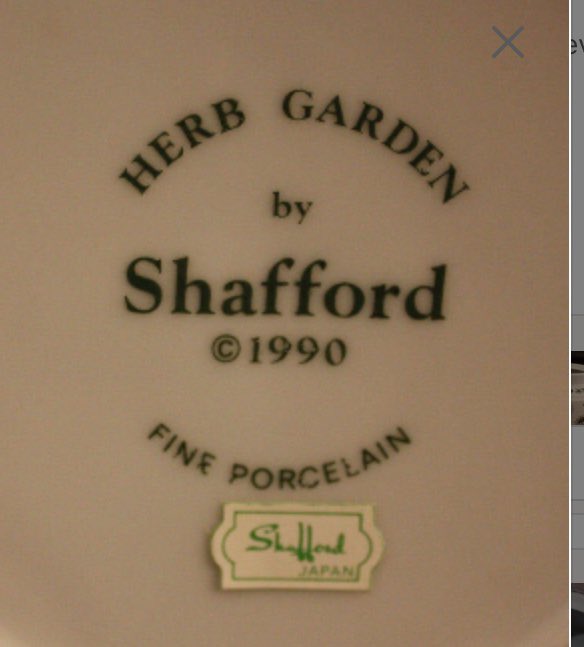 HERB GARDEN
by
Shafford
©1990
FINE PORCELAIN
Shafford
JAPAN